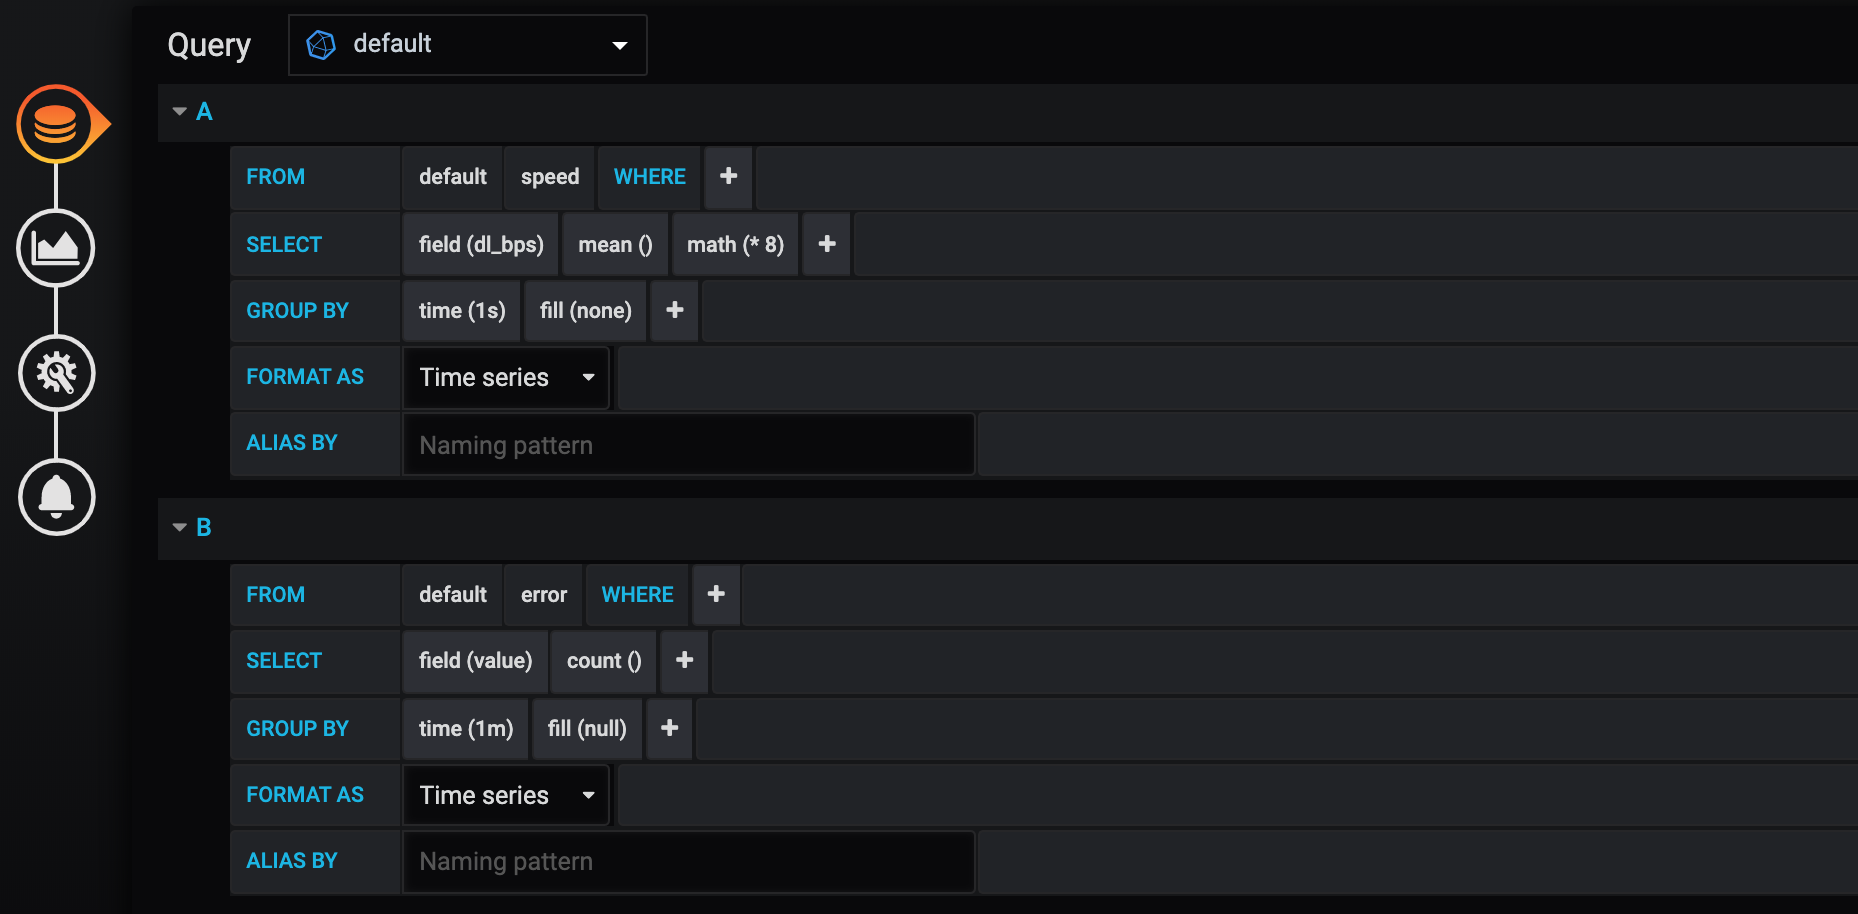 Query default
A
FROM default speed WHERE +
SELECT field (dl_bps) mean () math (* 8) +
GROUP BY time (1s) fill (none) +
FORMAT AS Time series
ALIAS BY Naming pattern
B
FROM default error WHERE +
SELECT field (value) count () +
GROUP BY time (1m) fill (null) +
FORMAT AS Time series
ALIAS BY Naming pattern